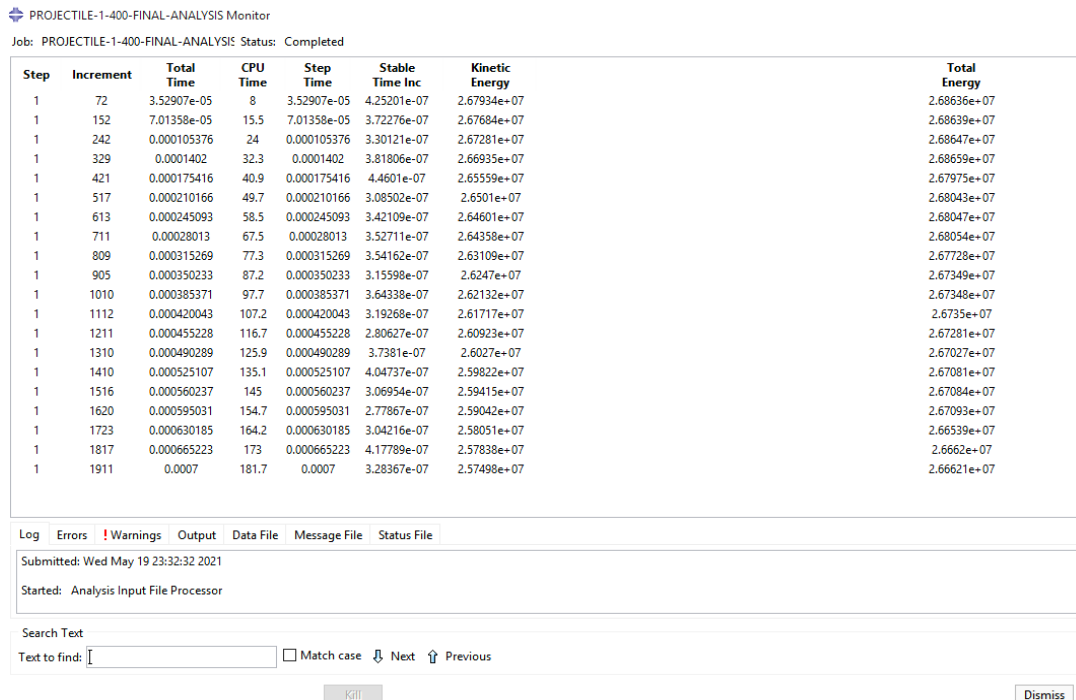 PROJECTILE-1-400-FINAL-ANALYSIS Monitor
Job: PROJECTILE-1-400-FINAL-ANALYSIS Status: Completed
Step Increment Total Time CPU Time Step Time Stable Time Inc Kinetic Energy Total Energy
1 72 3.52907e-05 8 3.52907e-05 4.25201e-07 2.67934e+07 2.68636e+07
1 152 7.01358e-05 15.5 7.01358e-05 3.72276e-07 2.67684e+07 2.68639e+07
1 242 0.000105376 24 0.000105376 3.30121e-07 2.67281e+07 2.68647e+07
1 329 0.0001402 32.3 0.0001402 3.81806e-07 2.66935e+07 2.68659e+07
1 421 0.000175416 40.9 0.000175416 4.4601e-07 2.65559e+07 2.67975e+07
1 517 0.000210166 49.7 0.000210166 3.08502e-07 2.6501e+07 2.68043e+07
1 613 0.000245093 58.5 0.000245093 3.42109e-07 2.64601e+07 2.68047e+07
1 711 0.00028013 67.5 0.00028013 3.52711e-07 2.64358e+07 2.68054e+07
1 809 0.000315269 77.3 0.000315269 3.54162e-07 2.63109e+07 2.67728e+07
1 905 0.000350233 87.2 0.000350233 3.15598e-07 2.6247e+07 2.67349e+07
1 1010 0.000385371 97.7 0.000385371 3.64338e-07 2.62132e+07 2.67348e+07
1 1112 0.000420043 107.2 0.000420043 3.19268e-07 2.61717e+07 2.6735e+07
1 1211 0.000455228 116.7 0.000455228 2.80627e-07 2.60923e+07 2.67281e+07
1 1310 0.000490289 125.9 0.000490289 3.7381e-07 2.6027e+07 2.67027e+07
1 1410 0.000525107 135.1 0.000525107 4.04737e-07 2.59822e+07 2.67081e+07
1 1516 0.000560237 145 0.000560237 3.06954e-07 2.59415e+07 2.67084e+07
1 1620 0.000595031 154.7 0.000595031 2.77867e-07 2.59042e+07 2.67093e+07
1 1723 0.000630185 164.2 0.000630185 3.04216e-07 2.58051e+07 2.66539e+07
1 1817 0.000665223 173 0.000665223 4.17789e-07 2.57838e+07 2.6662e+07
1 1911 0.0007 181.7 0.0007 3.28367e-07 2.57498e+07 2.66621e+07
Log Errors ! Warnings Output Data File Message File Status File
Submitted: Wed May 19 23:32:32 2021
Started: Analysis Input File Processor
Search Text
Text to find: Match case Next Previous
Kill Dismiss